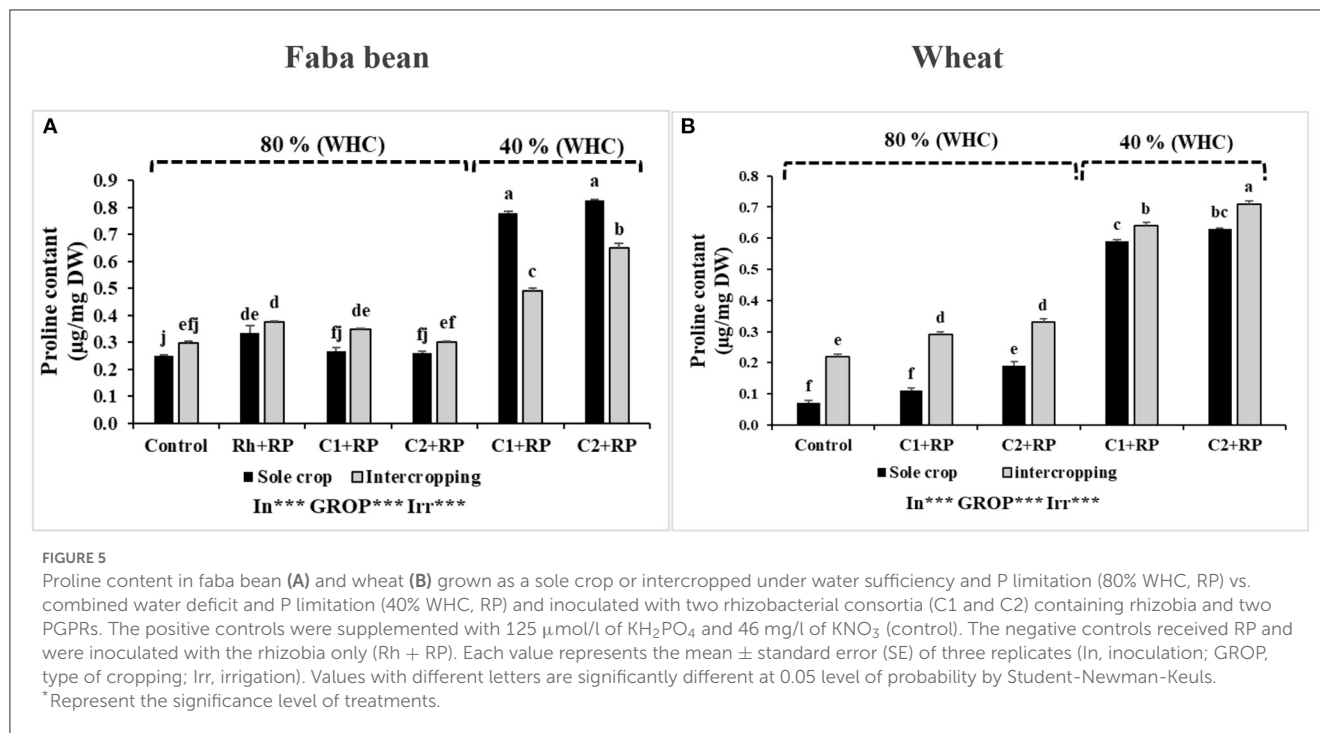 Faba bean
Wheat
A
80 % (WHC)
40 % (WHC)
Proline contant
(µg/mg DW)
0.9
0.8
0.7
0.6
0.5
0.4
0.3
0.2
0.1
0.0
j
efj
de
d
fj
de
fj
ef
a
c
a
b
Control
Rh+RP
C1+RP
C2+RP
C1+RP
C2+RP
Sole crop
Intercropping
In*** GROP*** Irr***
B
80 % (WHC)
40 % (WHC)
Proline contant
(µg/mg DW)
0.8
0.7
0.6
0.5
0.4
0.3
0.2
0.1
0.0
f
e
f
d
e
d
c
b
bc
a
Control
C1+RP
C2+RP
C1+RP
C2+RP
Sole crop
intercropping
In*** GROP*** Irr***
FIGURE 5
Proline content in faba bean (A) and wheat (B) grown as a sole crop or intercropped under water sufficiency and P limitation (80% WHC, RP) vs.
combined water deficit and P limitation (40% WHC, RP) and inoculated with two rhizobacterial consortia (C1 and C2) containing rhizobia and two
PGPRs. The positive controls were supplemented with 125 µmol/l of KH₂PO₄ and 46 mg/l of KNO₃ (control). The negative controls received RP and
were inoculated with the rhizobia only (Rh + RP). Each value represents the mean ± standard error (SE) of three replicates (In, inoculation; GROP,
type of cropping; Irr, irrigation). Values with different letters are significantly different at 0.05 level of probability by Student-Newman-Keuls.
*Represent the significance level of treatments.